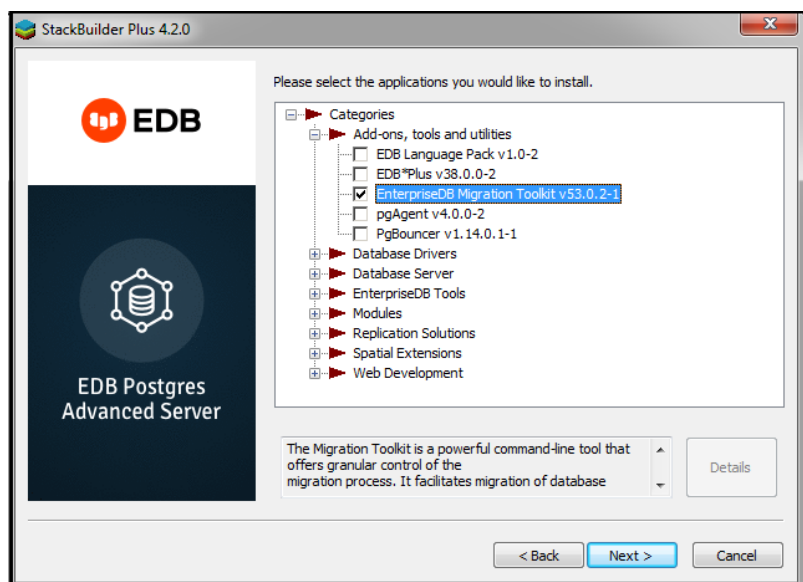 StackBuilder Plus 4.2.0
EDB
EDB Postgres
Advanced Server
Please select the applications you would like to install.
Categories
Add-ons, tools and utilities
EDB Language Pack v1.0-2
EDB*Plus v38.0.0-2
EnterpriseDB Migration Toolkit v53.0.2-1
pgAgent v4.0.0-2
PgBouncer v1.14.0.1-1
Database Drivers
Database Server
EnterpriseDB Tools
Modules
Replication Solutions
Spatial Extensions
Web Development
The Migration Toolkit is a powerful command-line tool that
offers granular control of the
migration process. It facilitates migration of database
Details
< Back
Next >
Cancel